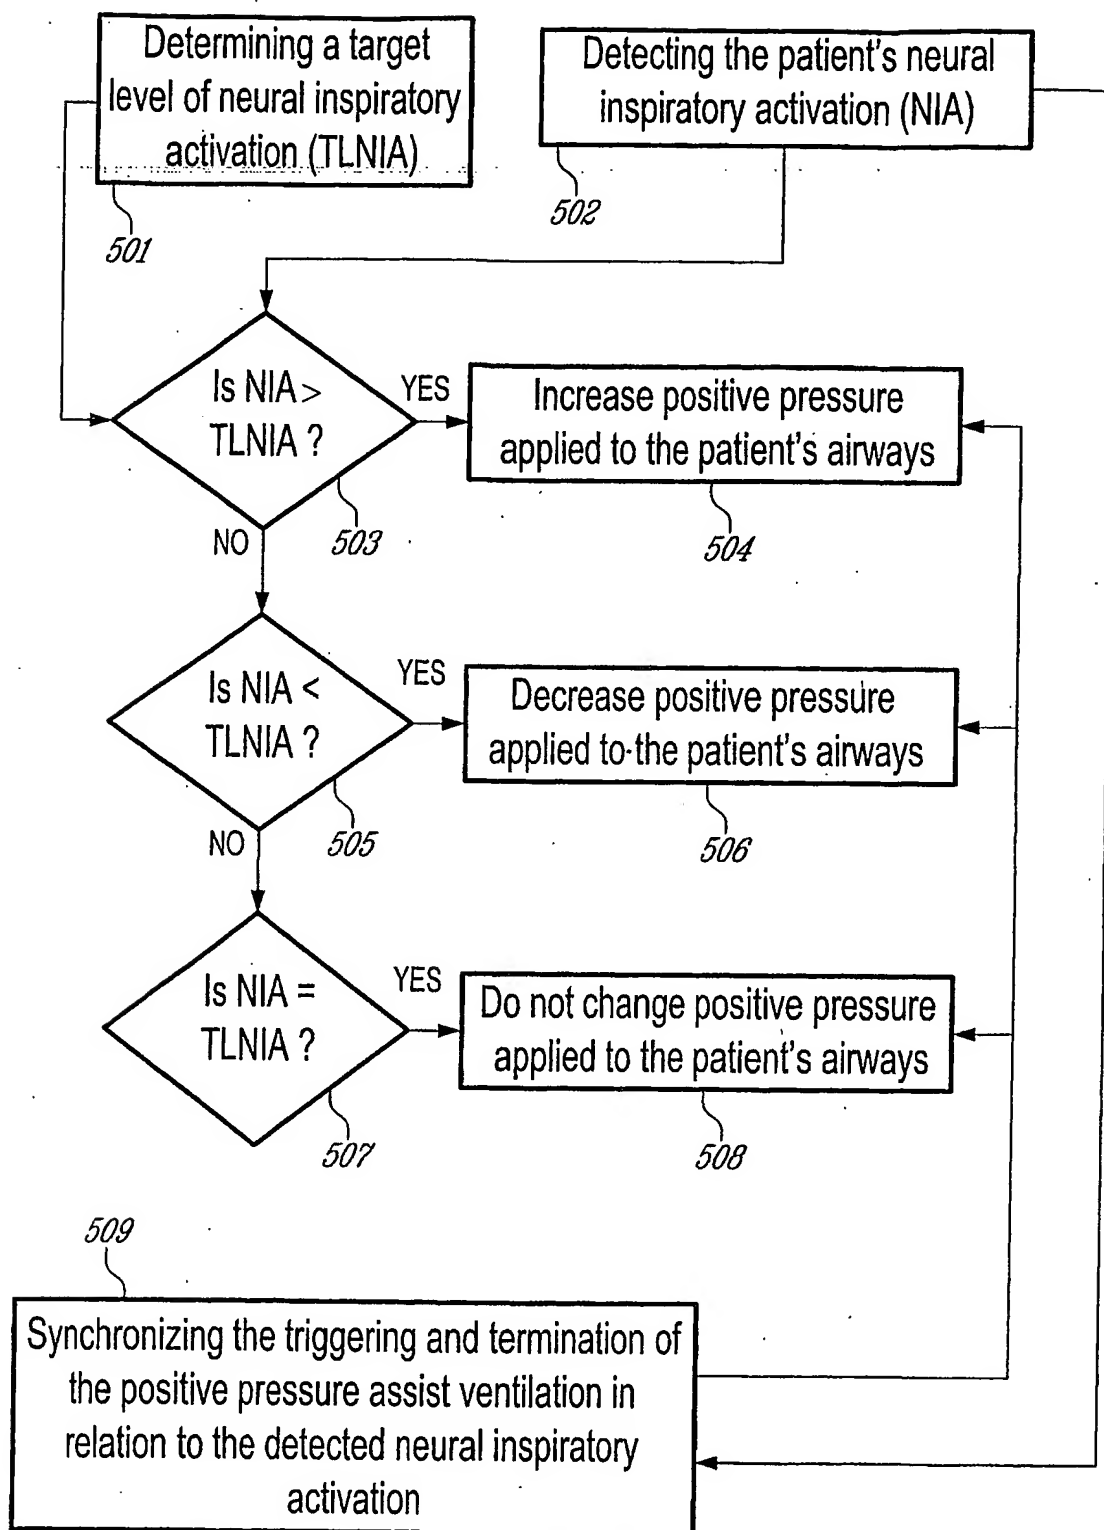 Determining a target
level of neural inspiratory
activation (TLNIA)
501
Detecting the patient's neural
inspiratory activation (NIA)
502
Is NIA >
TLNIA ?
503
YES
Increase positive pressure
applied to the patient's airways
504
NO
Is NIA <
TLNIA ?
505
YES
Decrease positive pressure
applied to the patient's airways
506
NO
Is NIA =
TLNIA ?
507
YES
Do not change positive pressure
applied to the patient's airways
508
509
Synchronizing the triggering and termination of
the positive pressure assist ventilation in
relation to the detected neural inspiratory
activation